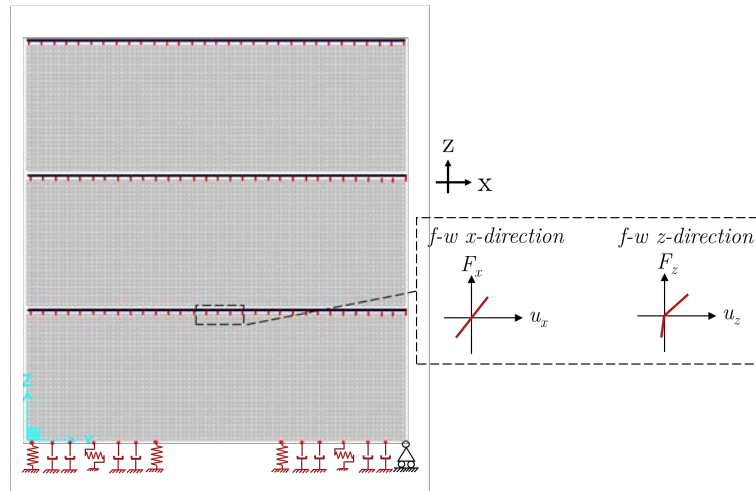 Z
X
f-w x-direction f-w z-direction
F_x F_z
u_x u_z
Z